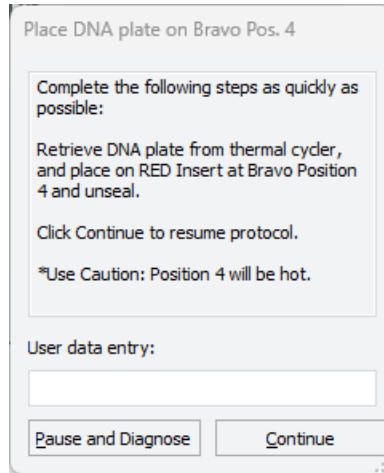 Place DNA plate on Bravo Pos. 4
Complete the following steps as quickly as
possible:
Retrieve DNA plate from thermal cycler,
and place on RED Insert at Bravo Position
4 and unseal.
Click Continue to resume protocol.
*Use Caution: Position 4 will be hot.
User data entry:
Pause and Diagnose
Continue